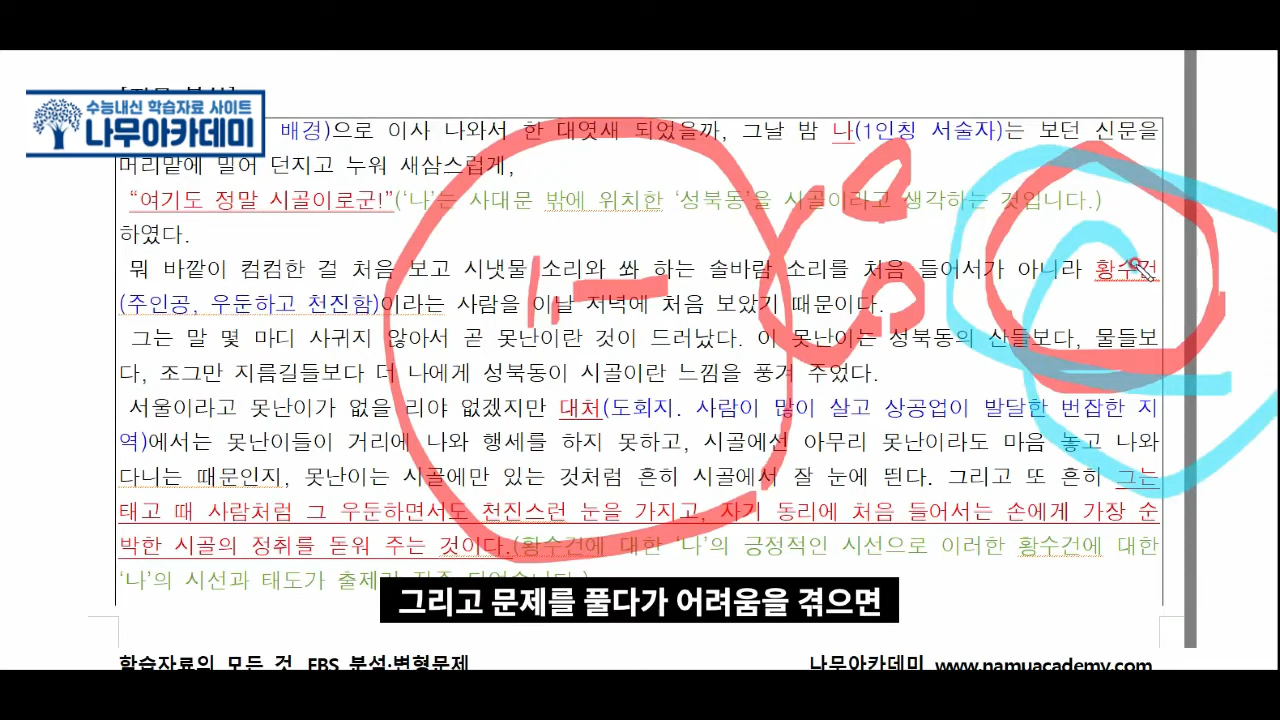 수능내신 학습자료 사이트
나무아카데미
배경)으로 이사 나와서 한 대엿새 되었을까, 그날 밤 나(1인칭 서술자)는 보던 신문을
머리맡에 밀어 던지고 누워 새삼스럽게,
“여기도 정말 시골이로군!”(‘나’는 사대문 밖에 위치한 ‘성북동’을 시골이라고 생각하는 것입니다.)
하였다.
뭐 바깥이 컴컴한 걸 처음 보고 시냇물 소리와 쏴 하는 솔바람 소리를 처음 들어서가 아니라 황수건
(주인공, 우둔하고 천진함)이라는 사람을 이날 저녁에 처음 보았기 때문이다.
그는 말 몇 마디 사귀지 않아서 곧 못난이란 것이 드러났다. 이 못난이는 성북동의 산들보다, 물들보
다, 조그만 지름길들보다 더 나에게 성북동이 시골이란 느낌을 풍겨 주었다.
서울이라고 못난이가 없을 리야 없겠지만 대처(도회지. 사람이 많이 살고 상공업이 발달한 번잡한 지
역)에서는 못난이들이 거리에 나와 행세를 하지 못하고, 시골에선 아무리 못난이라도 마음 놓고 나와
다니는 때문인지, 못난이는 시골에만 있는 것처럼 흔히 시골에서 잘 눈에 띈다. 그리고 또 흔히 그는
태고 때 사람처럼 그 우둔하면서도 천진스런 눈을 가지고, 자기 동리에 처음 들어서는 손에게 가장 순
박한 시골의 정취를 돋워 주는 것이다.(황수건에 대한 ‘나’의 긍정적인 시선으로 이러한 황수건에 대한
‘나’의 시선과 태도가 출제
그리고 문제를 풀다가 어려움을 겪으면
학습자료의 모든 것 EBS 분석·변형문제 나무아카데미 www.namuacademy.com